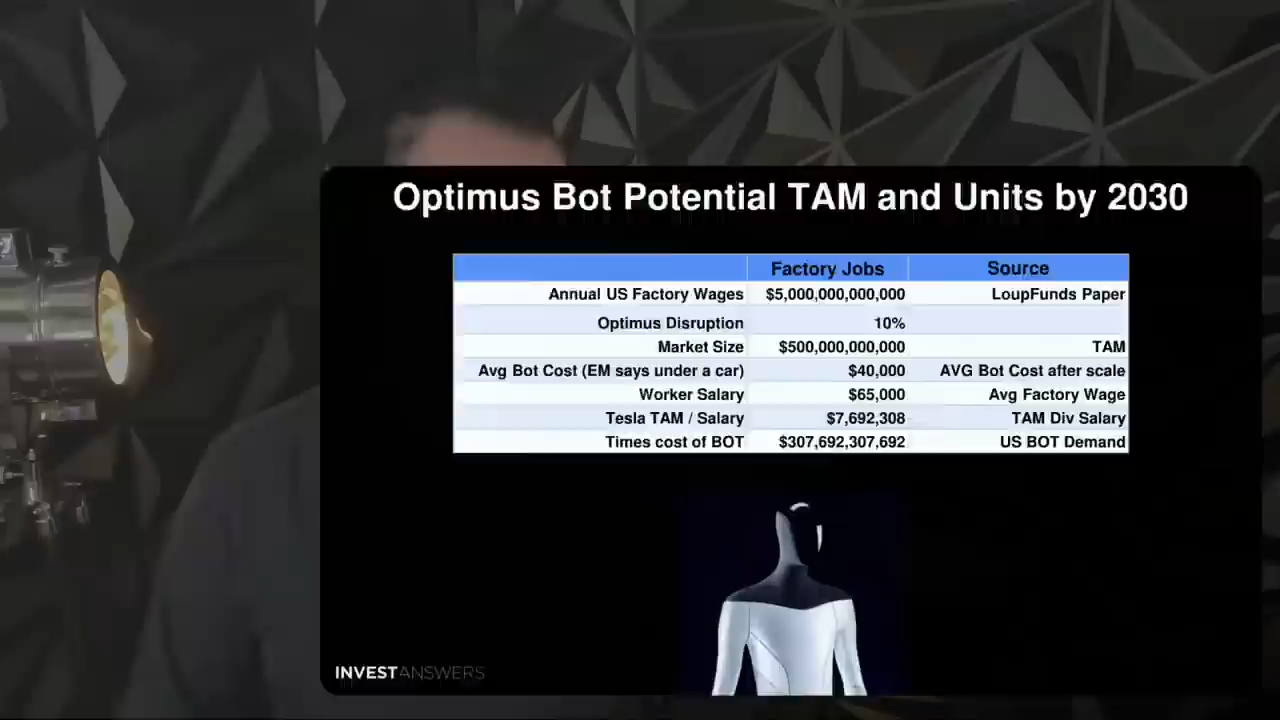 Optimus Bot Potential TAM and Units by 2030
Factory Jobs Source
Annual US Factory Wages $5,000,000,000,000 LoupFunds Paper
Optimus Disruption 10%
Market Size $500,000,000,000 TAM
Avg Bot Cost (EM says under a car) $40,000 AVG Bot Cost after scale
Worker Salary $65,000 Avg Factory Wage
Tesla TAM / Salary $7,692,308 TAM Div Salary
Times cost of BOT $307,692,307,692 US BOT Demand
INVESTANSWERS